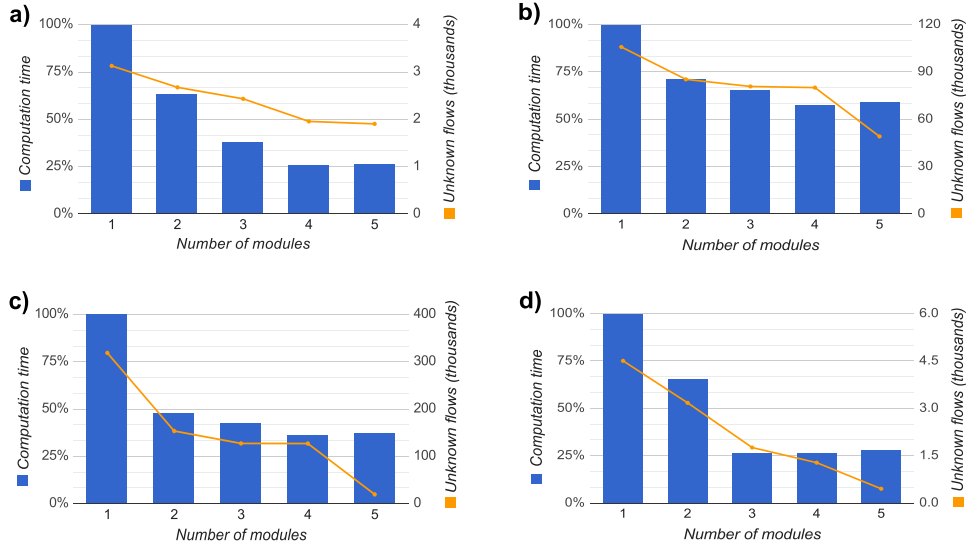 a)
100%
75%
50%
25%
0%
Computation time
4
3
2
1
0
Unknown flows (thousands)
1 2 3 4 5
Number of modules
b)
100%
75%
50%
25%
0%
Computation time
120
90
60
30
0
Unknown flows (thousands)
1 2 3 4 5
Number of modules
c)
100%
75%
50%
25%
0%
Computation time
400
300
200
100
0
Unknown flows (thousands)
1 2 3 4 5
Number of modules
d)
100%
75%
50%
25%
0%
Computation time
6.0
4.5
3.0
1.5
0.0
Unknown flows (thousands)
1 2 3 4 5
Number of modules